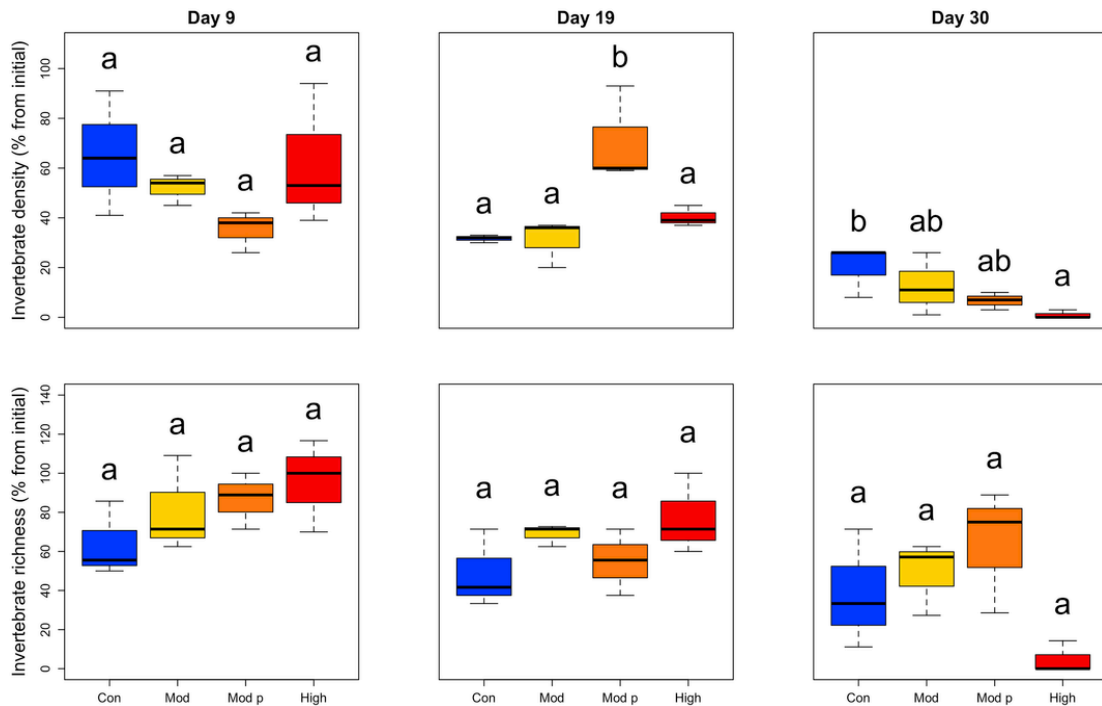 Day 9 Day 19 Day 30
Invertebrate density (% from initial)
100
80
60
40
20
0
a a a a
a a b a
b ab ab a
Invertebrate richness (% from initial)
140
120
100
80
60
40
20
0
a a a a
a a a a
a a a a
Con Mod Mod p High Con Mod Mod p High Con Mod Mod p High